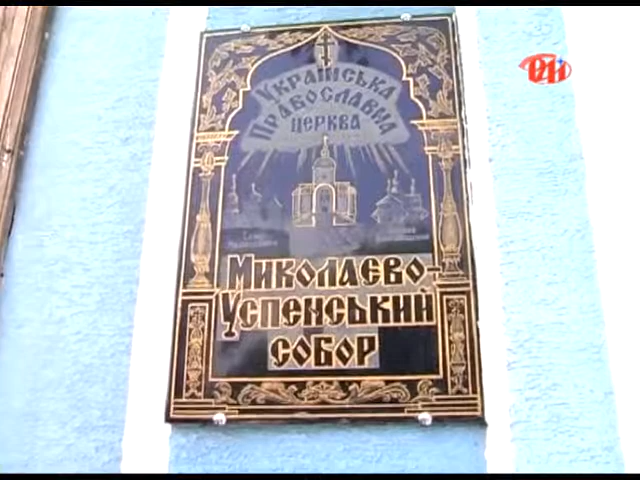 Українська
Православна
церква
Миколаєво-
Успенський
собор